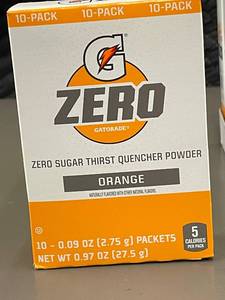 10-PACK 10-PACK 10-PACK
G
ZERO
GATORADE
ZERO SUGAR THIRST QUENCHER POWDER
ORANGE
NATURALLY FLAVORED WITH OTHER NATURAL FLAVORS.
10 - 0.09 OZ (2.75 g) PACKETS
NET WT 0.97 OZ (27.5 g)
5
CALORIES
PER PACK